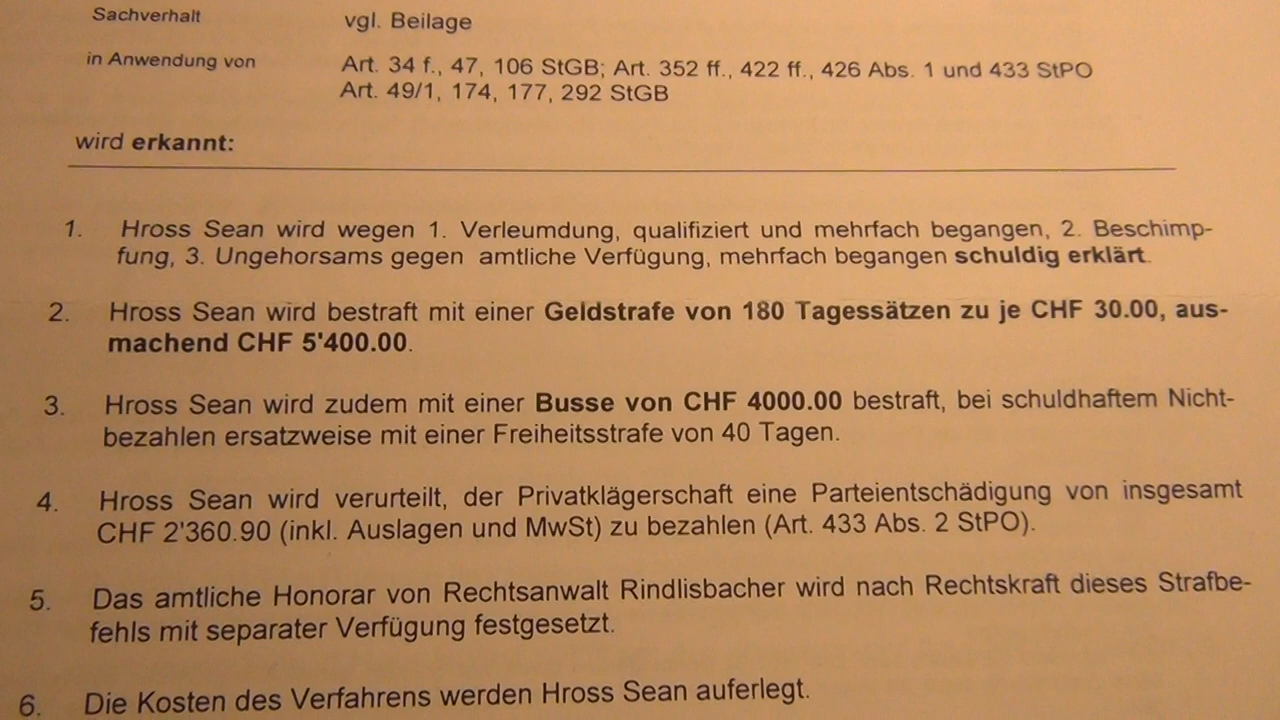 Sachverhalt vgl. Beilage
in Anwendung von Art. 34 f., 47, 106 StGB; Art. 352 ff., 422 ff., 426 Abs. 1 und 433 StPO
Art. 49/1, 174, 177, 292 StGB
wird erkannt:
1. Hross Sean wird wegen 1. Verleumdung, qualifiziert und mehrfach begangen, 2. Beschimp-
fung, 3. Ungehorsams gegen amtliche Verfügung, mehrfach begangen schuldig erklärt.
2. Hross Sean wird bestraft mit einer Geldstrafe von 180 Tagessätzen zu je CHF 30.00, aus-
machend CHF 5'400.00.
3. Hross Sean wird zudem mit einer Busse von CHF 4000.00 bestraft, bei schuldhaftem Nicht-
bezahlen ersatzweise mit einer Freiheitsstrafe von 40 Tagen.
4. Hross Sean wird verurteilt, der Privatklägerschaft eine Parteientschädigung von insgesamt
CHF 2'360.90 (inkl. Auslagen und MwSt) zu bezahlen (Art. 433 Abs. 2 StPO).
5. Das amtliche Honorar von Rechtsanwalt Rindlisbacher wird nach Rechtskraft dieses Strafbe-
fehls mit separater Verfügung festgesetzt.
6. Die Kosten des Verfahrens werden Hross Sean auferlegt.